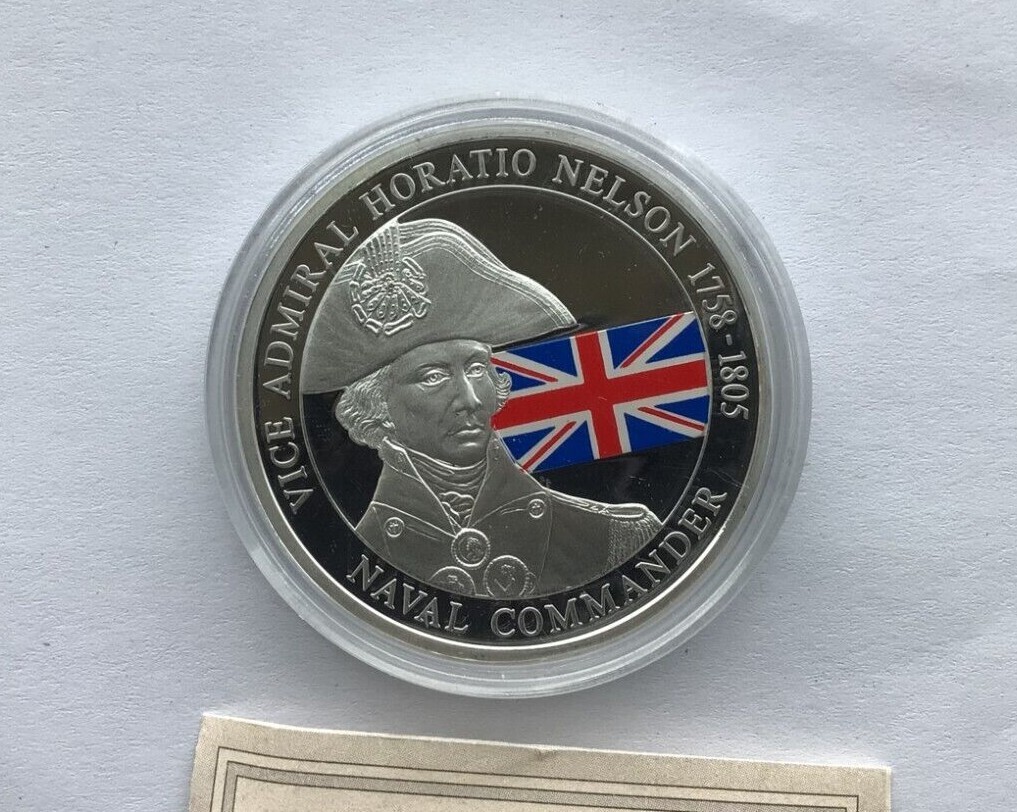 VICE ADMIRAL HORATIO NELSON 1758-1805
NAVAL COMMANDER